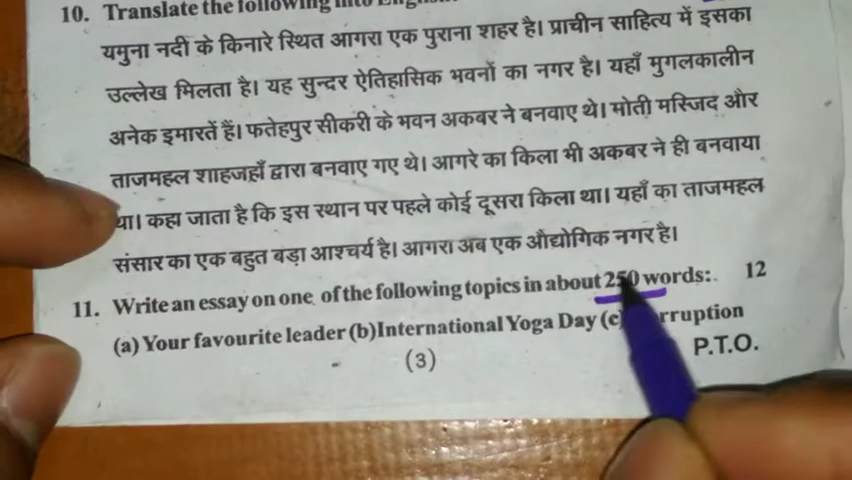 10. Translate the following into
यमुना नदी के किनारे स्थित आगरा एक पुराना शहर है। प्राचीन साहित्य में इसका
उल्लेख मिलता है। यह सुन्दर ऐतिहासिक भवनों का नगर है। यहाँ मुगलकालीन
अनेक इमारतें हैं। फतेहपुर सीकरी के भवन अकबर ने बनवाए थे। मोती मस्जिद और
ताजमहल शाहजहाँ द्वारा बनवाए गए थे। आगरे का किला भी अकबर ने ही बनवाया
था। कहा जाता है कि इस स्थान पर पहले कोई दूसरा किला था। यहाँ का ताजमहल
संसार का एक बहुत बड़ा आश्चर्य है। आगरा अब एक औद्योगिक नगर है।
11. Write an essay on one of the following topics in about 250 words: 12
(a) Your favourite leader (b)International Yoga Day (c)
(3)
P.T.O.